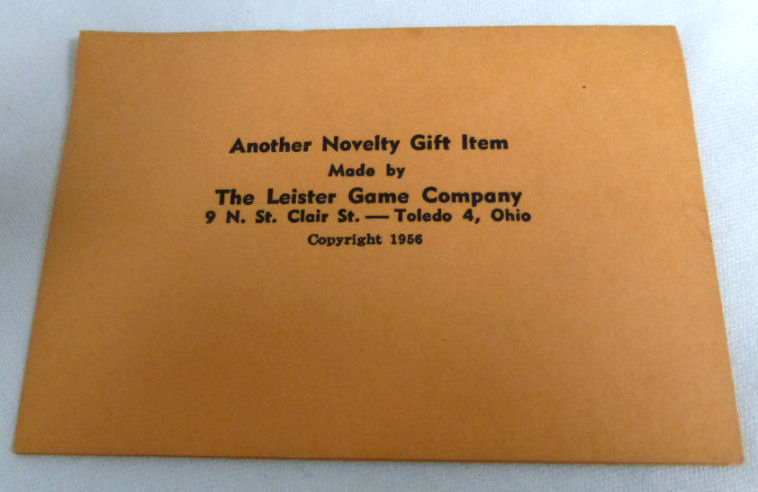 Another Novelty Gift Item
Made by
The Leister Game Company
9 N. St. Clair St. — Toledo 4, Ohio
Copyright 1956